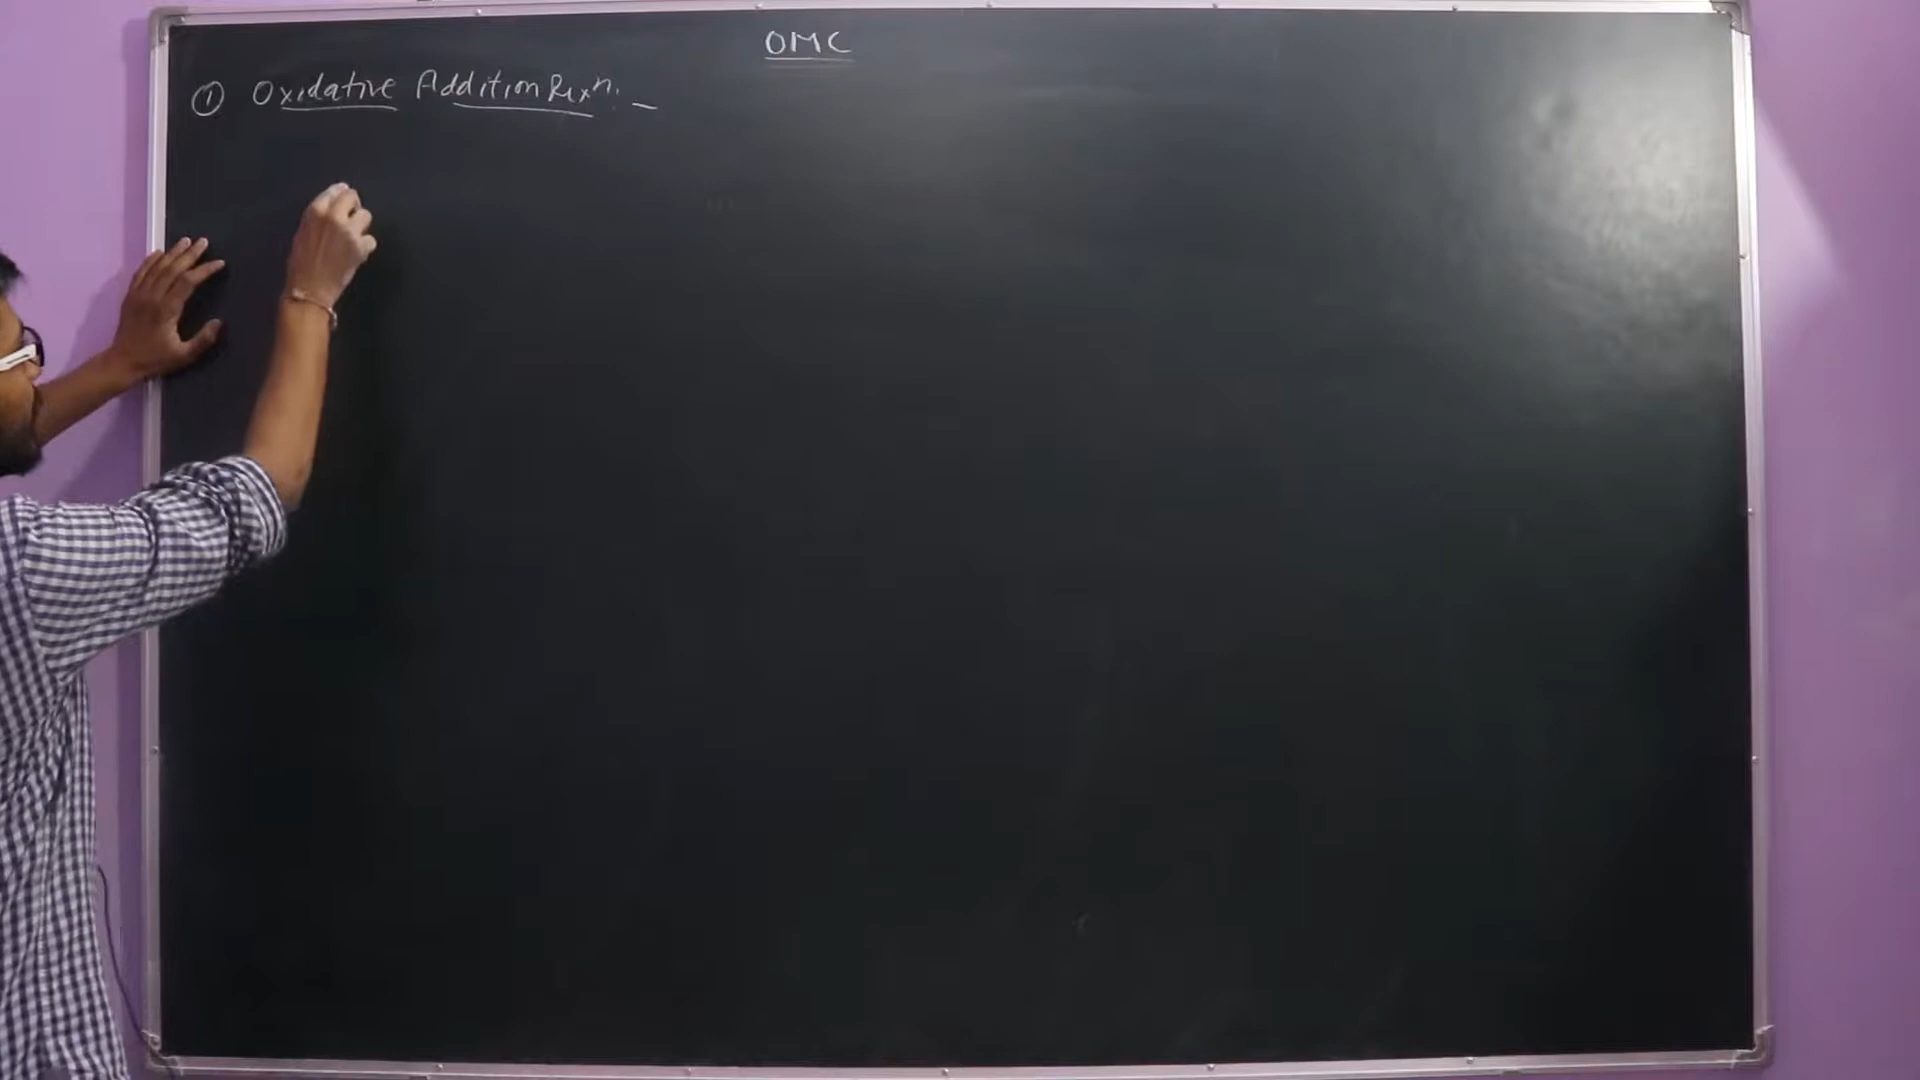 OMC
① Oxidative Addition Rxn. _